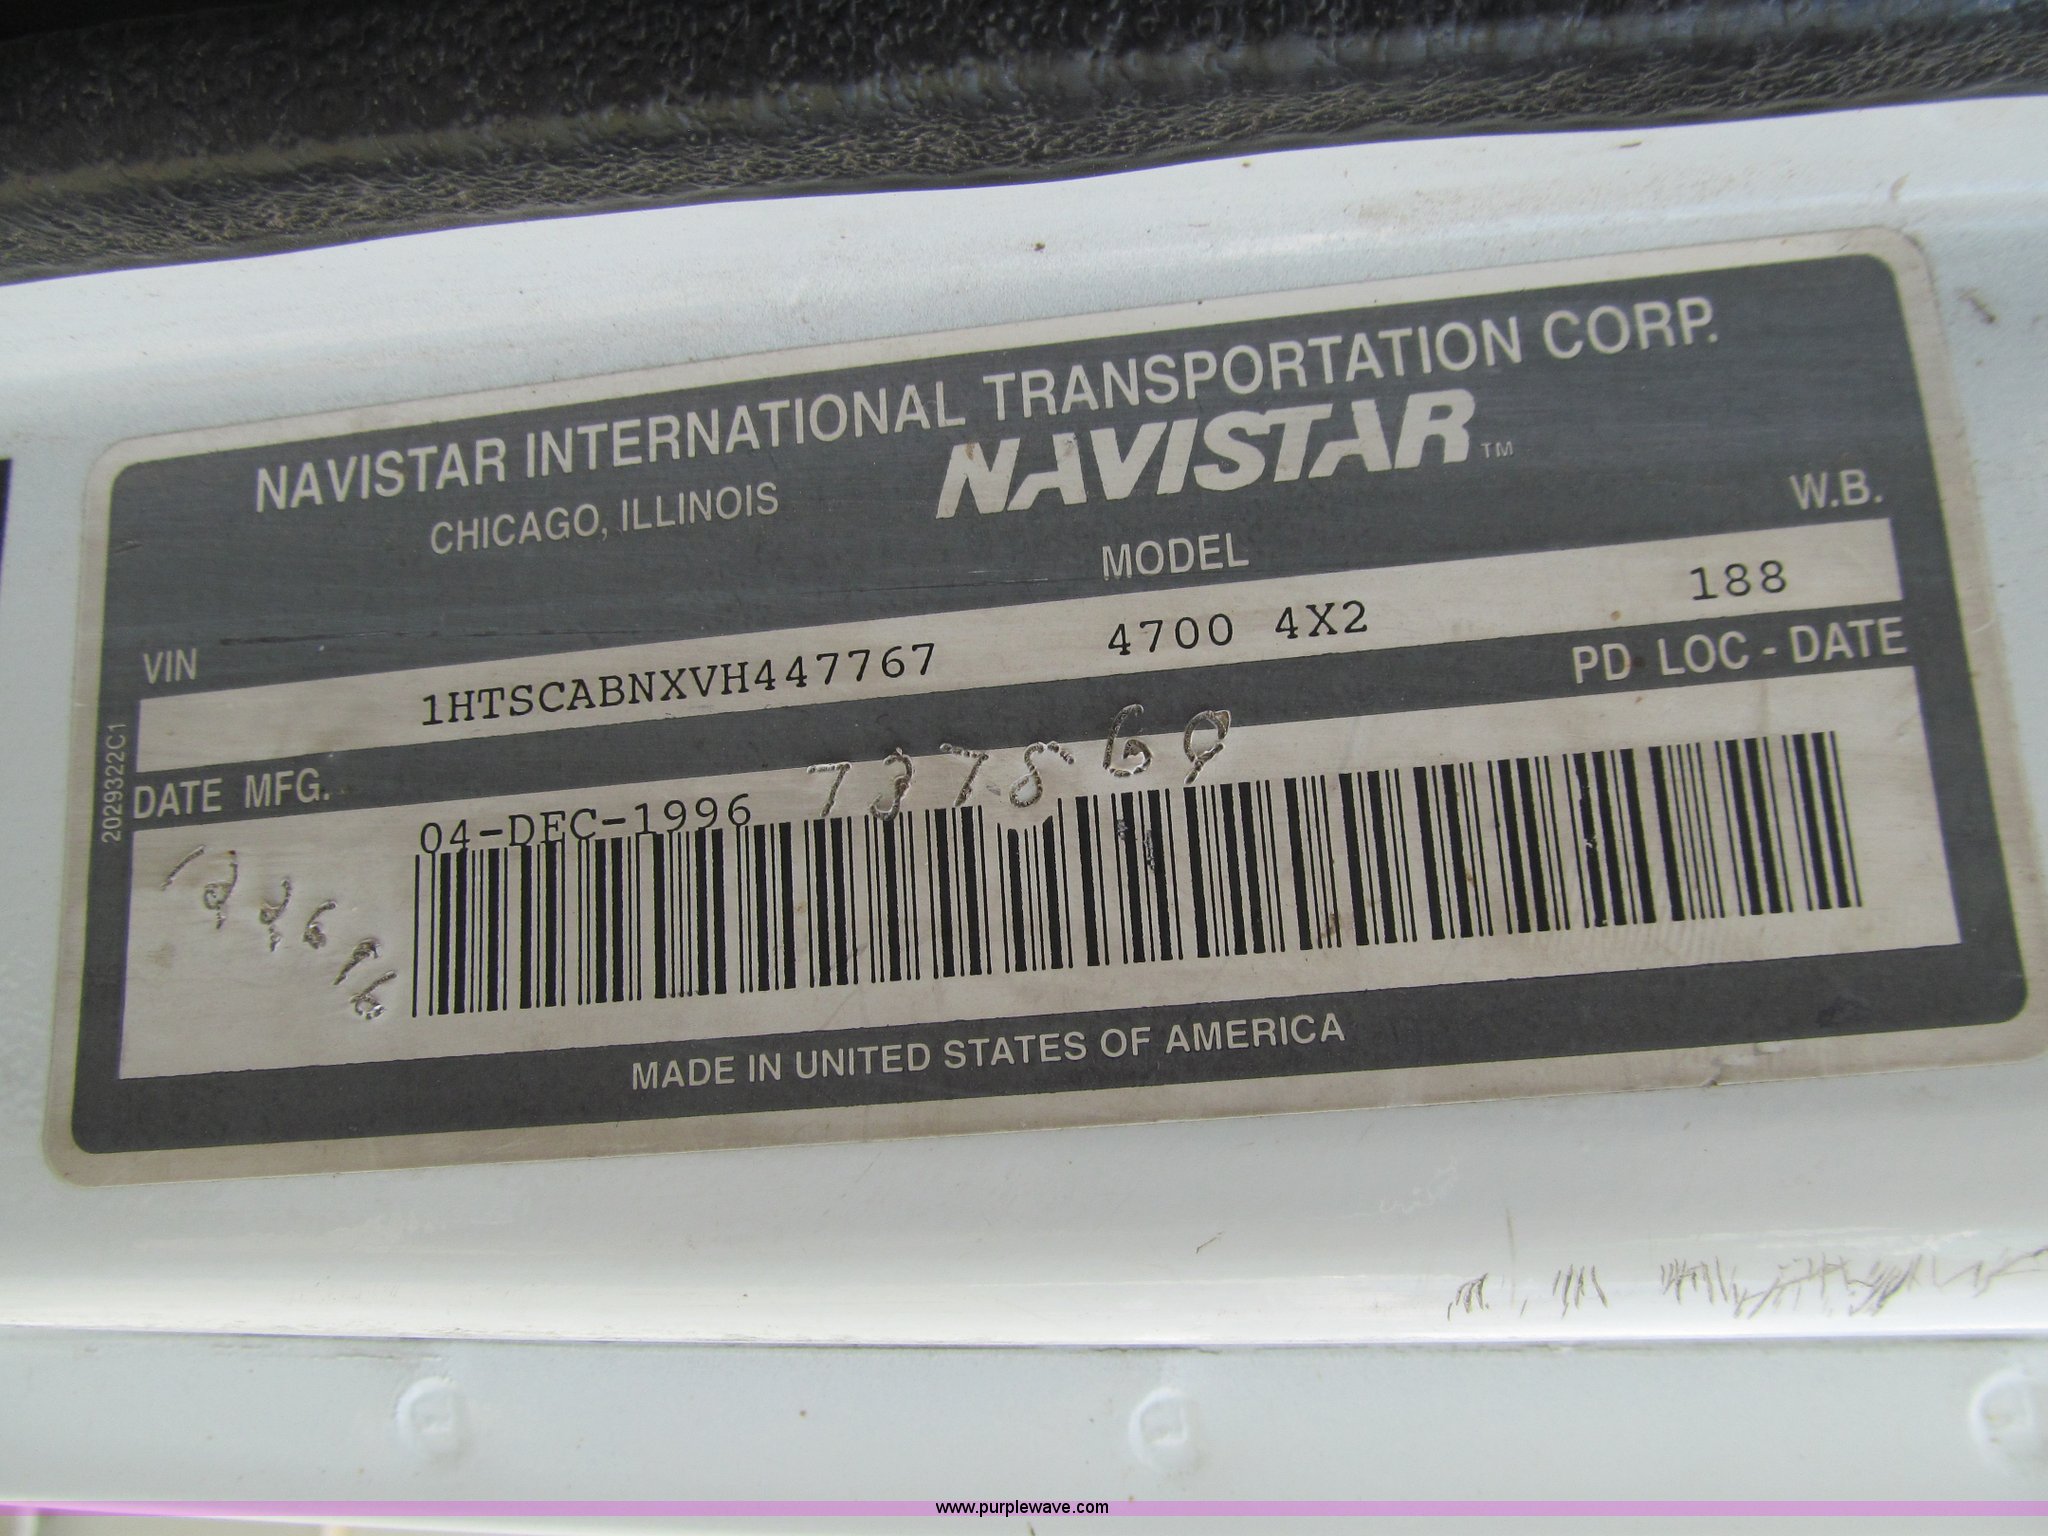 NAVISTAR INTERNATIONAL TRANSPORTATION CORP.
CHICAGO, ILLINOIS
NAVISTAR™
VIN
MODEL
W.B.
1HTSCABNXVH447767
4700 4X2
188
DATE MFG.
PD LOC - DATE
04-DEC-1996
2029322C1
MADE IN UNITED STATES OF AMERICA
www.purplewave.com